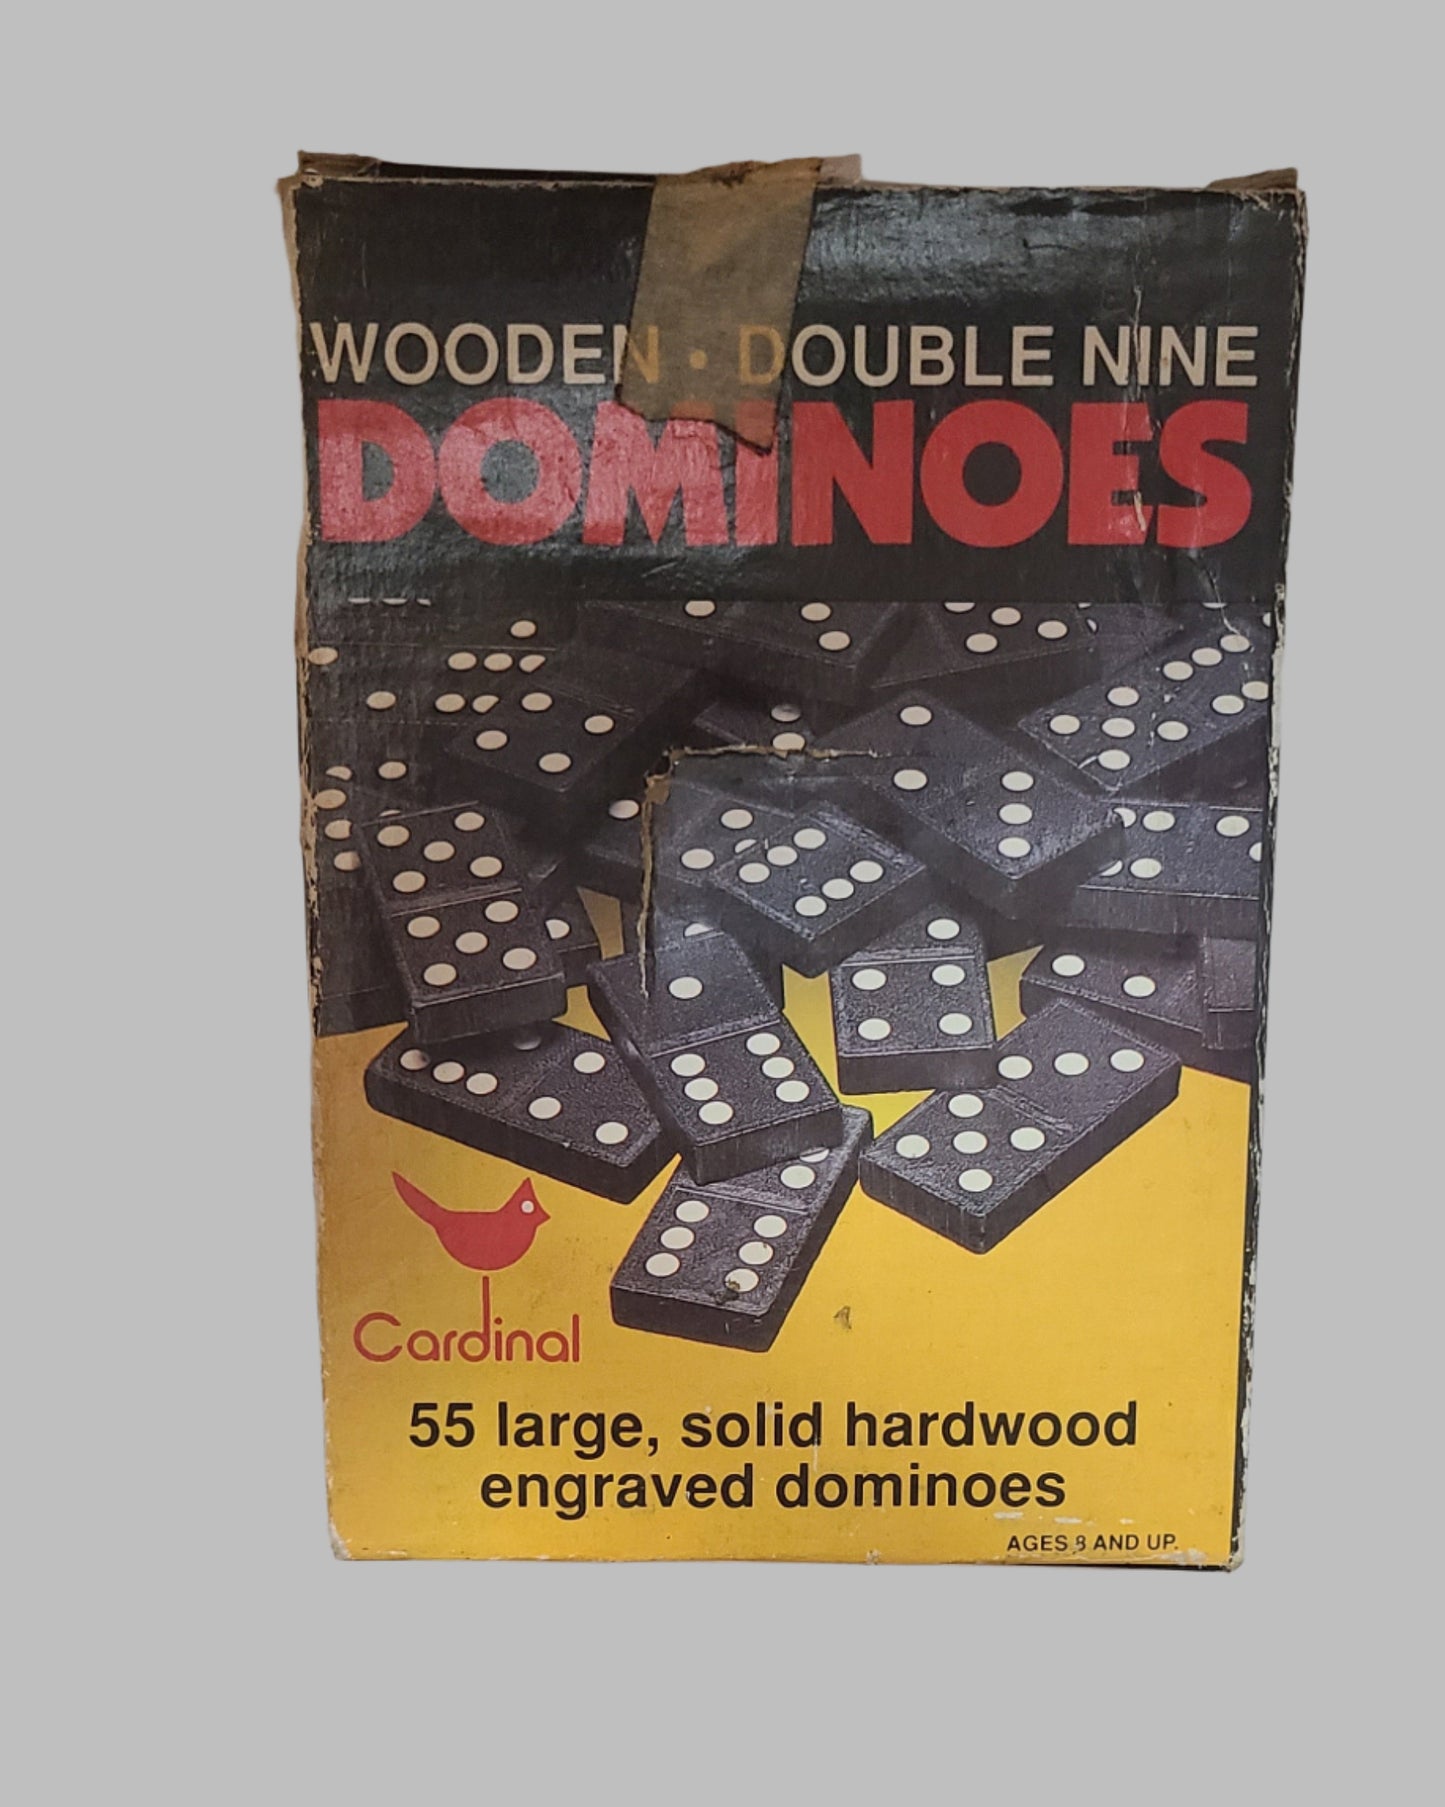 WOODEN • DOUBLE NINE
DOMINOES
Cardinal
55 large, solid hardwood
engraved dominoes
AGES 8 AND UP.